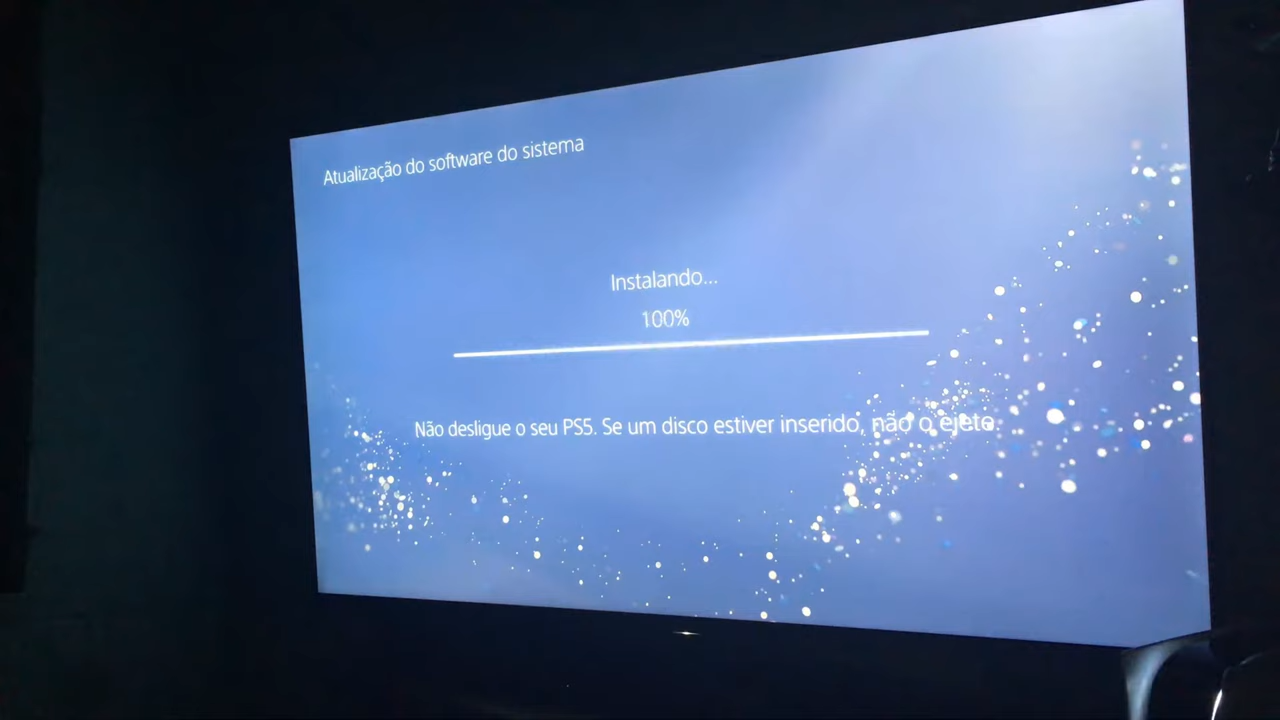 Atualização do software do sistema
Instalando...
100%
Não desligue o seu PS5. Se um disco estiver inserido, não o ejete.